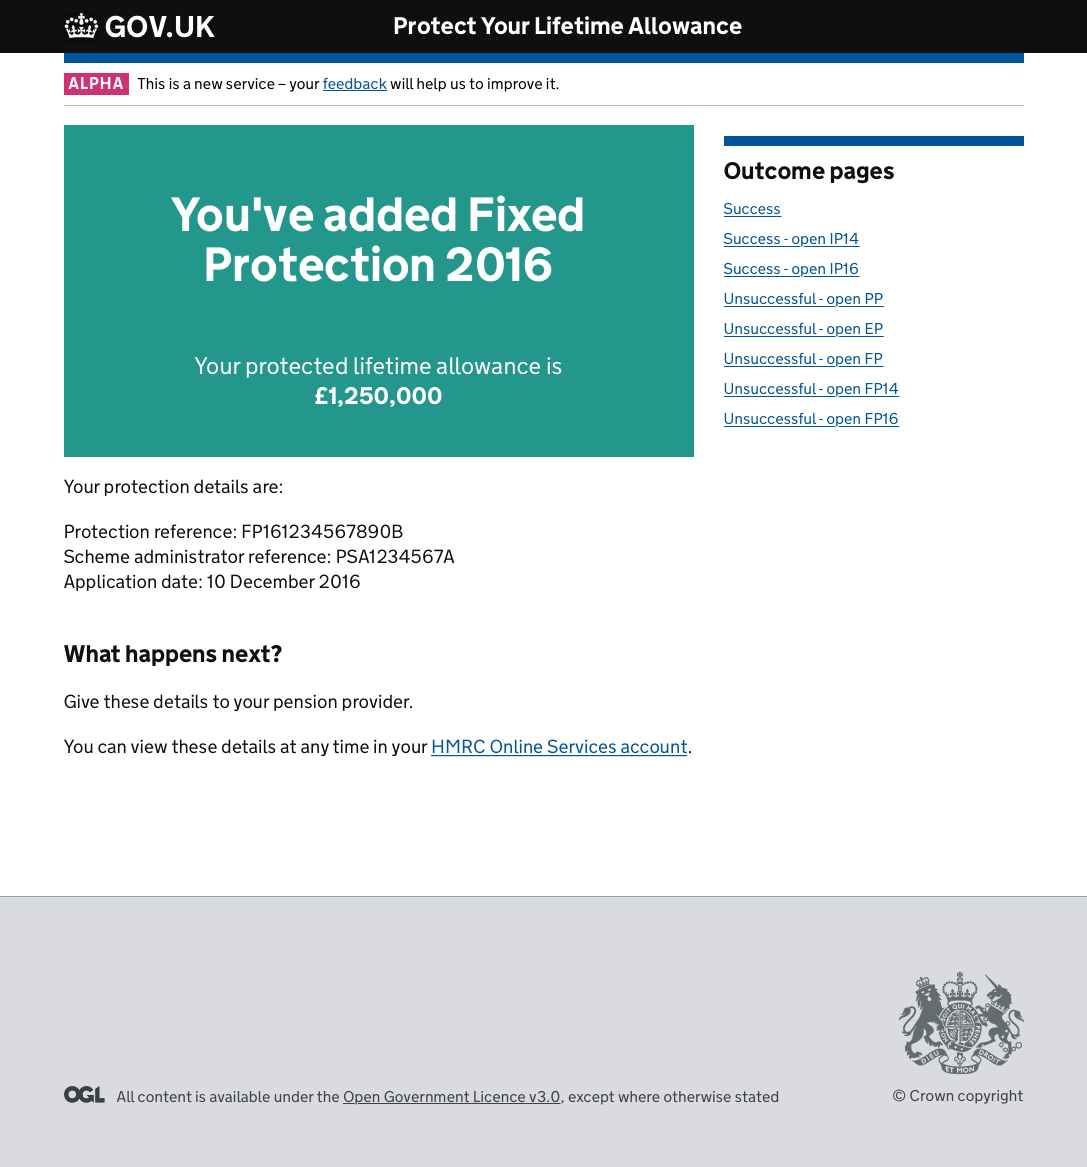 GOV.UK
Protect Your Lifetime Allowance
ALPHA This is a new service – your feedback will help us to improve it.
You've added Fixed
Protection 2016
Your protected lifetime allowance is
£1,250,000
Your protection details are:
Protection reference: FP161234567890B
Scheme administrator reference: PSA1234567A
Application date: 10 December 2016
What happens next?
Give these details to your pension provider.
You can view these details at any time in your HMRC Online Services account.
Outcome pages
Success
Success - open IP14
Success - open IP16
Unsuccessful - open PP
Unsuccessful - open EP
Unsuccessful - open FP
Unsuccessful - open FP14
Unsuccessful - open FP16
DIEU ET MON DROIT
OGL All content is available under the Open Government Licence v3.0, except where otherwise stated
© Crown copyright